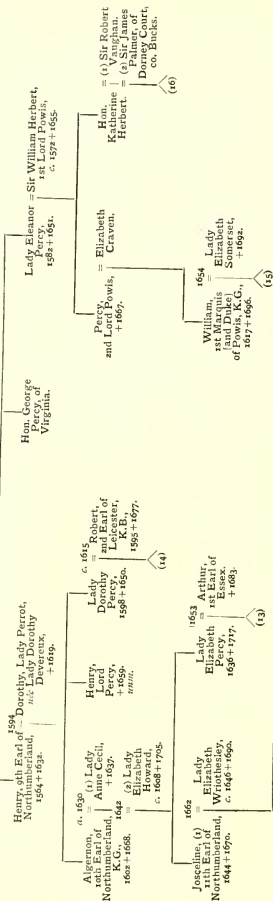 1594
Henry, 9th Earl of = Dorothy, Lady Perrot,
Northumberland, née Lady Dorothy
1564+1632. Devereux,
+1619.
Hon. George
Percy, of
Virginia.
Lady Eleanor = Sir William Herbert,
Percy, 1st Lord Powis,
1582+1651. c. 1572+1655.
a. 1630
Algernon, = (1) Lady
10th Earl of Anne Cecil,
Northumberland, +1637.
K.G., 1642
1602+1668. = (2) Lady
Elizabeth
Howard,
c. 1608+1705.
Henry,
Lord
Percy,
+1659.
unm.
c. 1615
Lady = Robert,
Dorothy 2nd Earl of
Percy, Leicester,
1598+1650. K.B.,
1595+1677.
(14)
Percy, = Elizabeth
2nd Lord Powis, Craven.
+1667.
Hon. = (1) Sir Robert
Katherine Vaughan.
Herbert. = (2) Sir James
Palmer, of
Dorney Court,
co. Bucks.
(16)
1662
Josceline, (1) = Lady
11th Earl of Elizabeth
Northumberland, Wriothesley,
1644+1670. c. 1646+1690.
1653
Lady = Arthur,
Elizabeth 1st Earl of
Percy, Essex.
1636+1717. +1683.
(13)
1654
William, = Lady
1st Marquis Elizabeth
[and Duke] Somerset,
of Powis, K.G., +1692.
1617+1696.
(15)